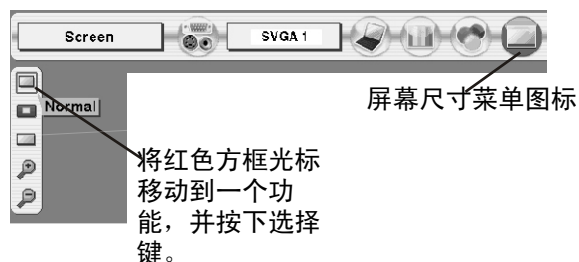 Screen
SVGA 1
屏幕尺寸菜单图标
Normal
将红色方框光标
移动到一个功
能，并按下选择
键。